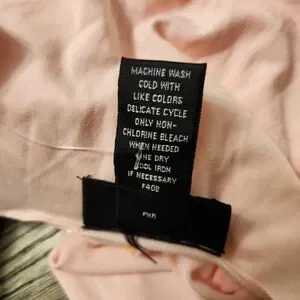 MACHINE WASH
COLD WITH
LIKE COLORS
DELICATE CYCLE
ONLY NON-
CHLORINE BLEACH
WHEN NEEDED
LINE DRY
COOL IRON
IF NECESSARY
F402